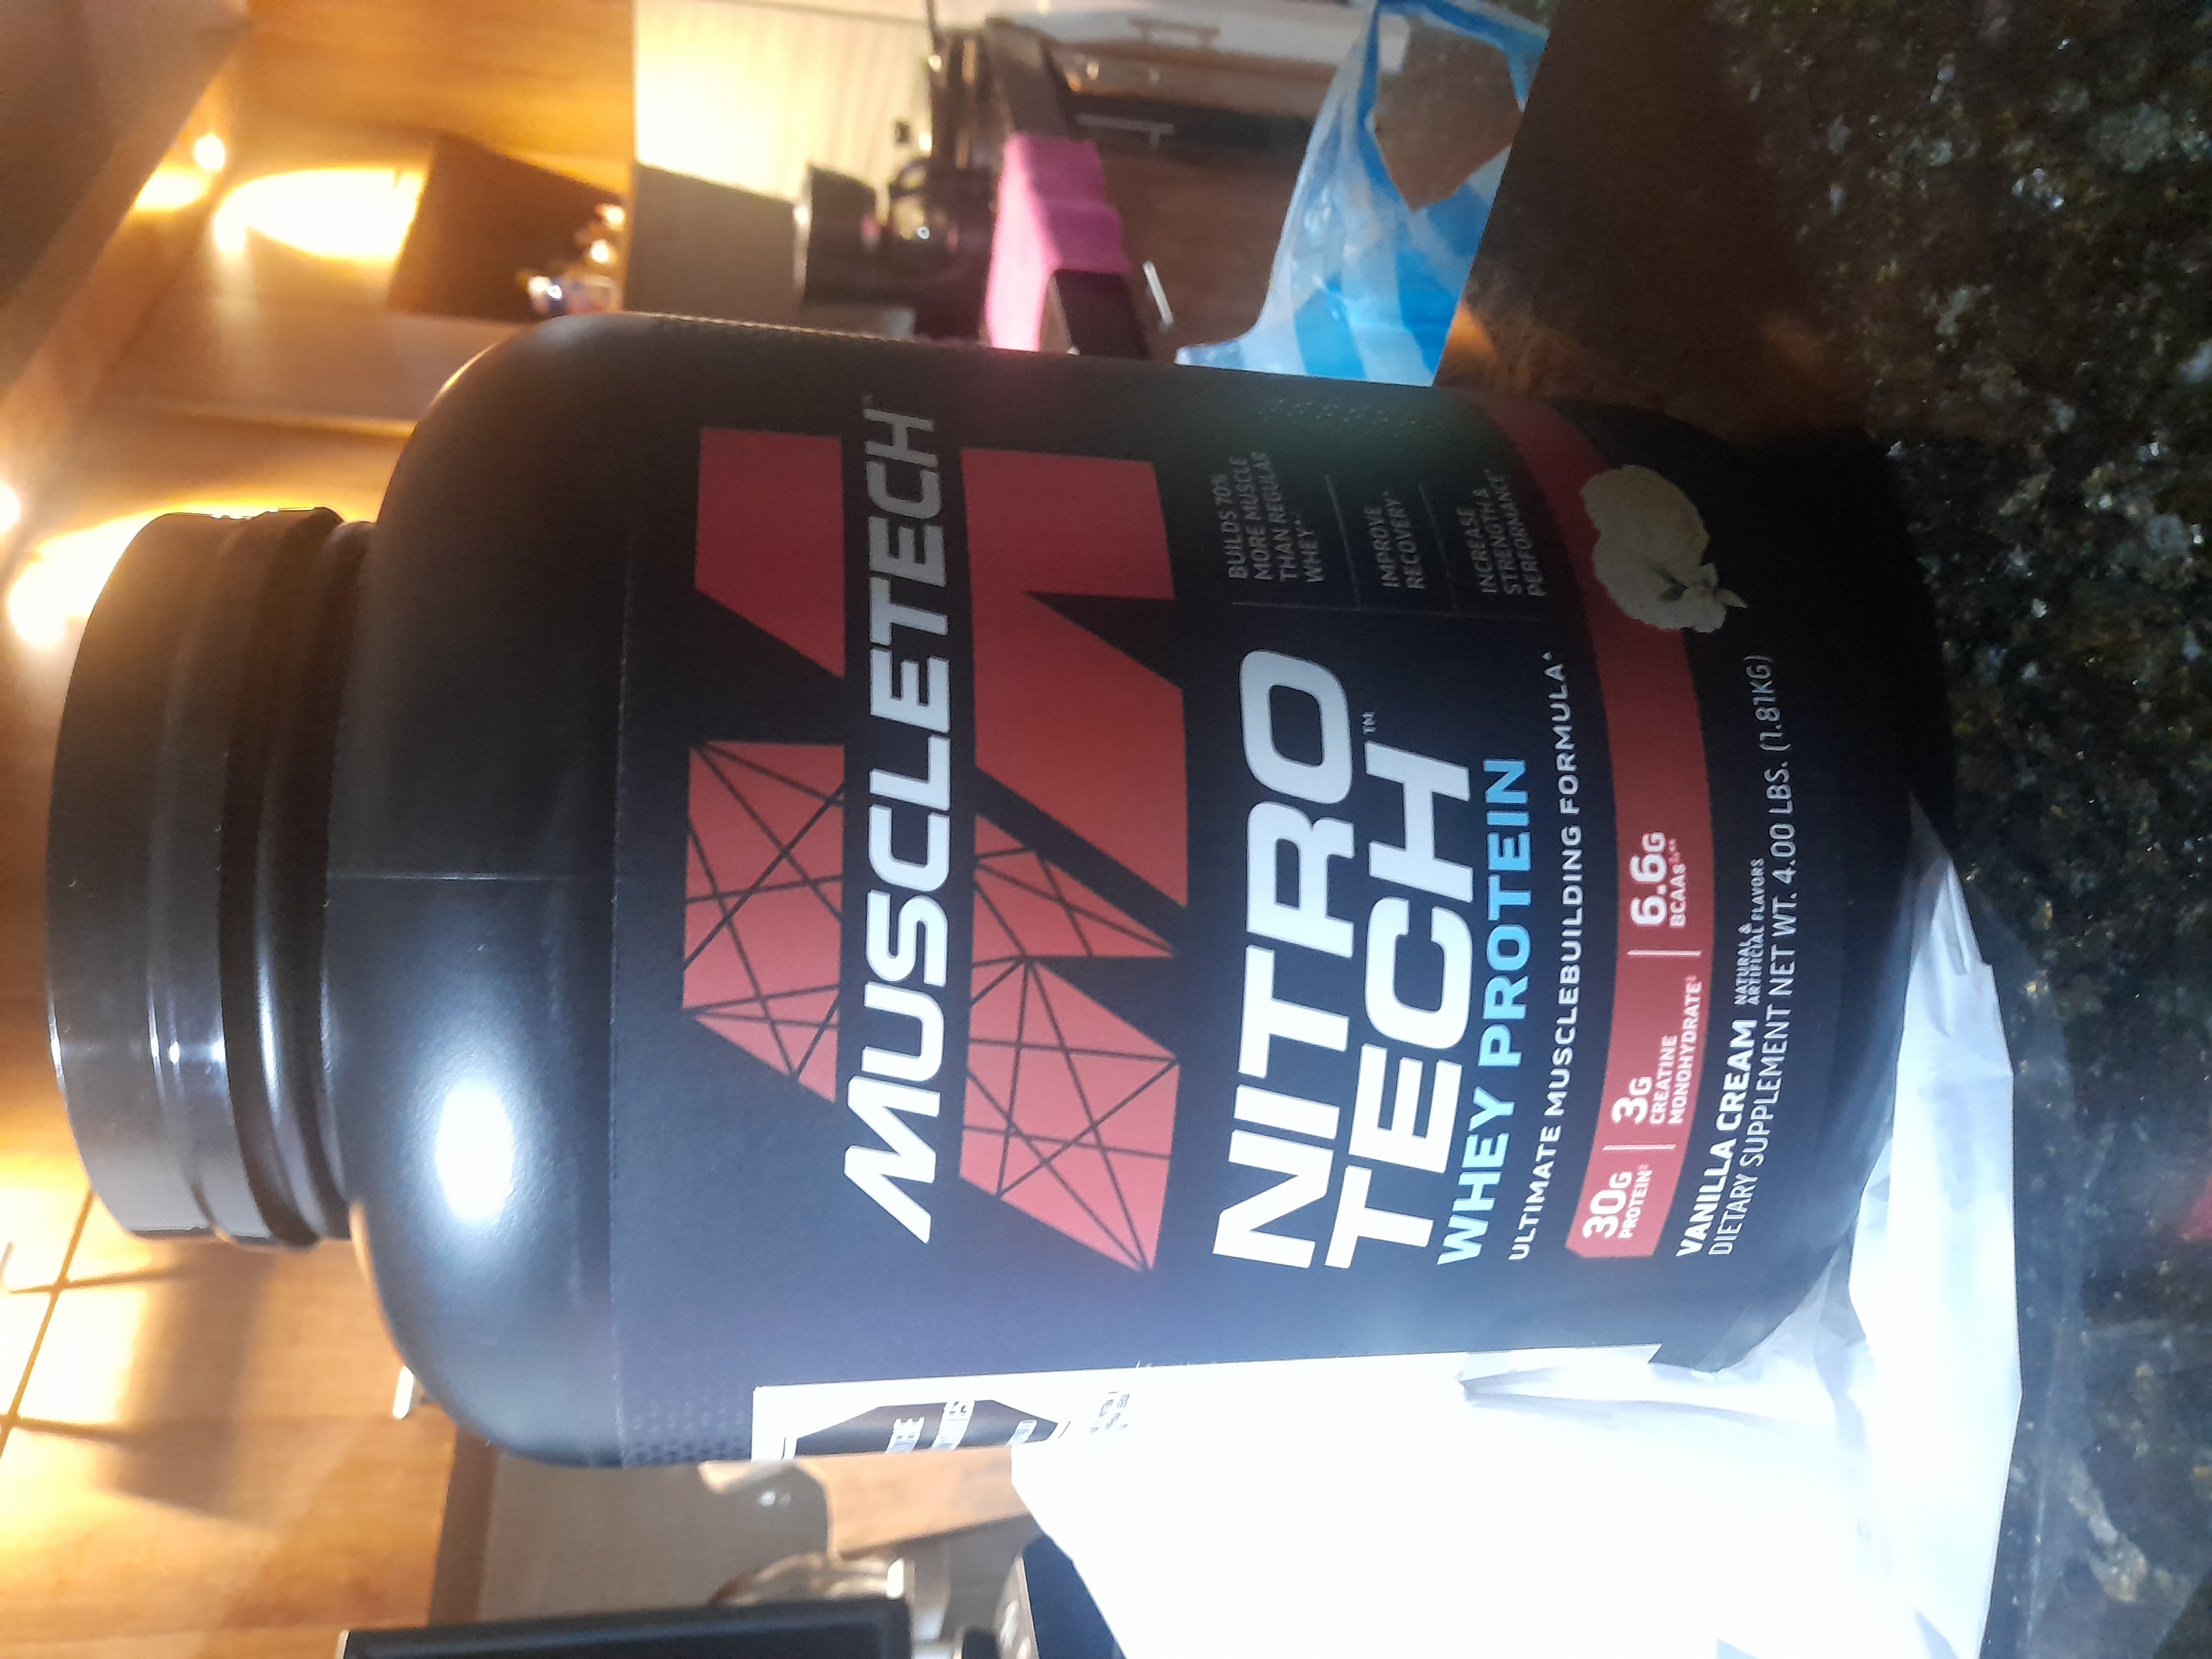 MUSCLETECH™
NITRO
TECH™
WHEY PROTEIN
ULTIMATE MUSCLEBUILDING FORMULA^
BUILDS 70%
MORE MUSCLE
THAN REGULAR
WHEY
IMPROVE
RECOVERY
INCREASE
STRENGTH &
PERFORMANCE
30G
PROTEIN
3G
CREATINE
MONOHYDRATE
6.6G
BCAAs
VANILLA CREAM NATURAL &
ARTIFICIAL FLAVORS
DIETARY SUPPLEMENT NET WT. 4.00 LBS. (1.81KG)